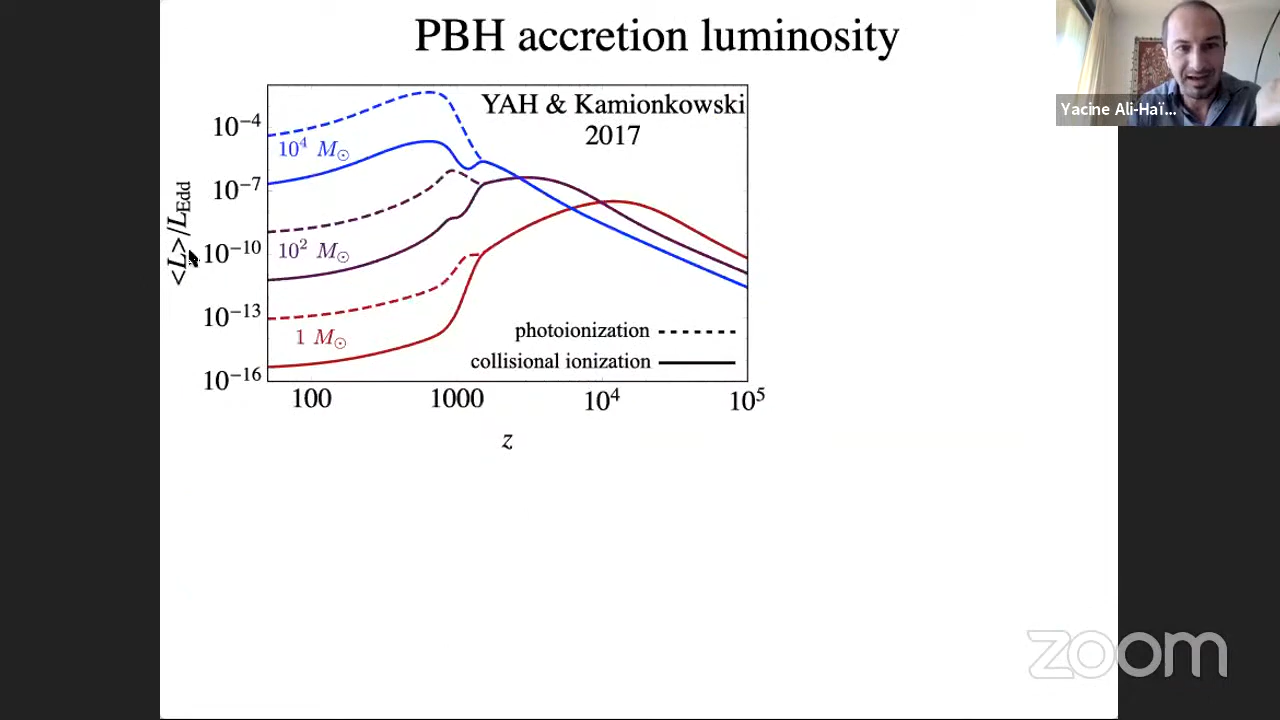 PBH accretion luminosity
Yacine Ali-Haï...
YAH & Kamionkowski
2017
10⁻⁴
10⁻⁷
10⁻¹⁰
10⁻¹³
10⁻¹⁶
<L>/L_Edd
10⁴ M⊙
10² M⊙
1 M⊙
photoionization
collisional ionization
100
1000
10⁴
10⁵
z
zoom